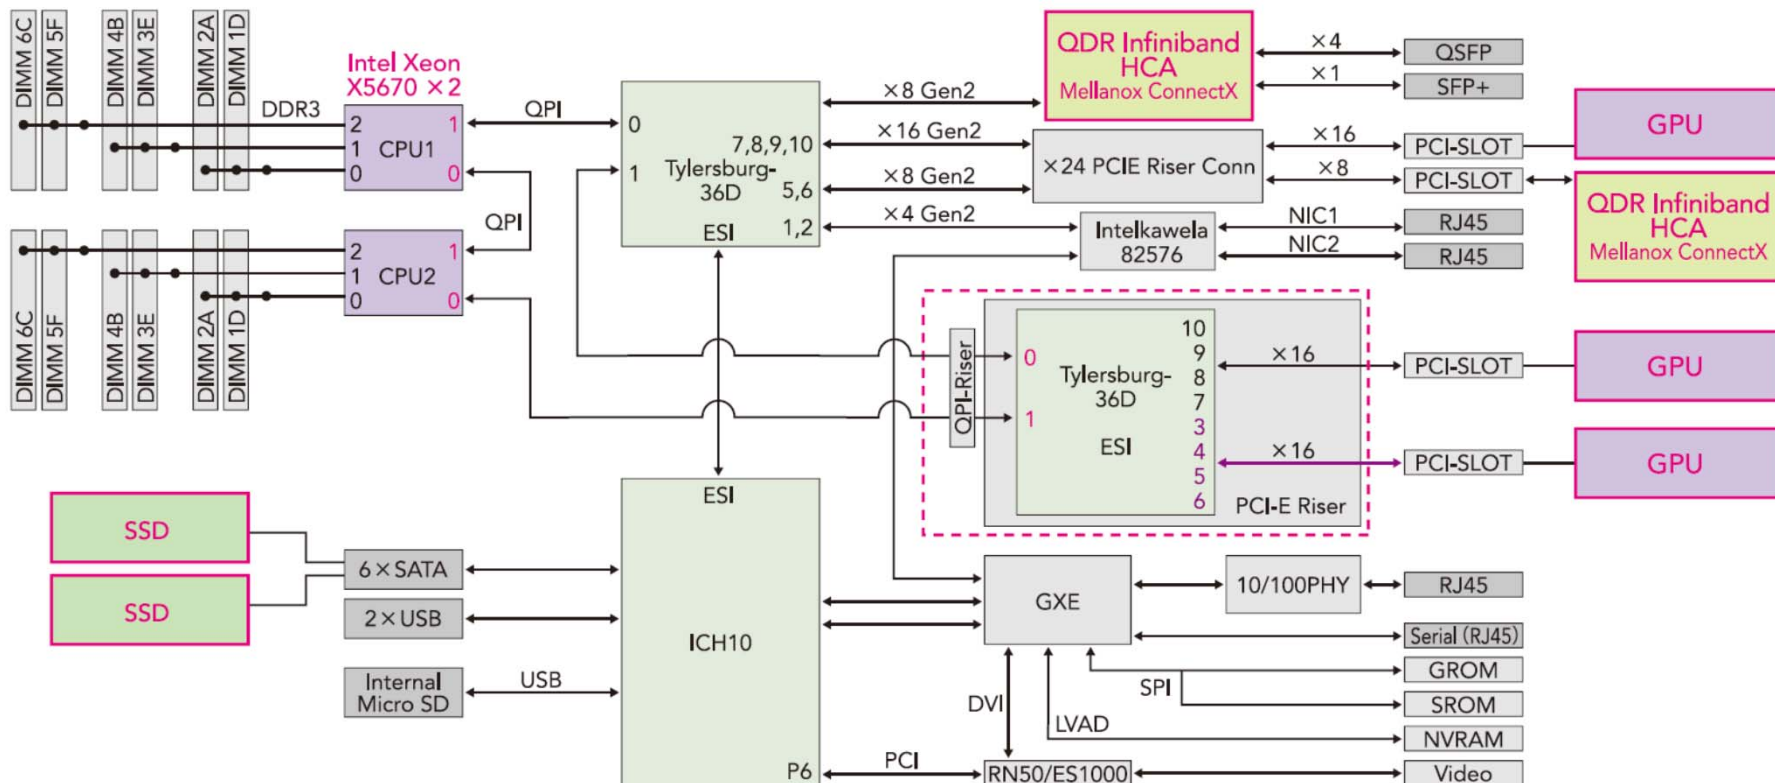 DIMM 6C
DIMM 5F
DIMM 4B
DIMM 3E
DIMM 2A
DIMM 1D
DDR3
Intel Xeon
X5670 ×2
2
1
0
CPU1
1
0
QPI
QPI
DIMM 6C
DIMM 5F
DIMM 4B
DIMM 3E
DIMM 2A
DIMM 1D
2
1
0
CPU2
1
0
0
1
7,8,9,10
Tylersburg-
36D
5,6
1,2
ESI
×8 Gen2
×16 Gen2
×8 Gen2
×4 Gen2
QDR Infiniband
HCA
Mellanox ConnectX
×4
QSFP
×1
SFP+
×24 PCIE Riser Conn
×16
PCI-SLOT
GPU
×8
PCI-SLOT
QDR Infiniband
HCA
Mellanox ConnectX
Intelkawela
82576
NIC1
RJ45
NIC2
RJ45
QPI-Riser
0
1
Tylersburg-
36D
ESI
10
9
8
7
3
4
5
6
PCI-E Riser
×16
PCI-SLOT
GPU
×16
PCI-SLOT
GPU
SSD
SSD
6×SATA
2×USB
Internal
Micro SD
USB
ESI
ICH10
P6
PCI
GXE
10/100PHY
RJ45
Serial (RJ45)
SPI
GROM
SROM
DVI
LVAD
NVRAM
RN50/ES1000
Video